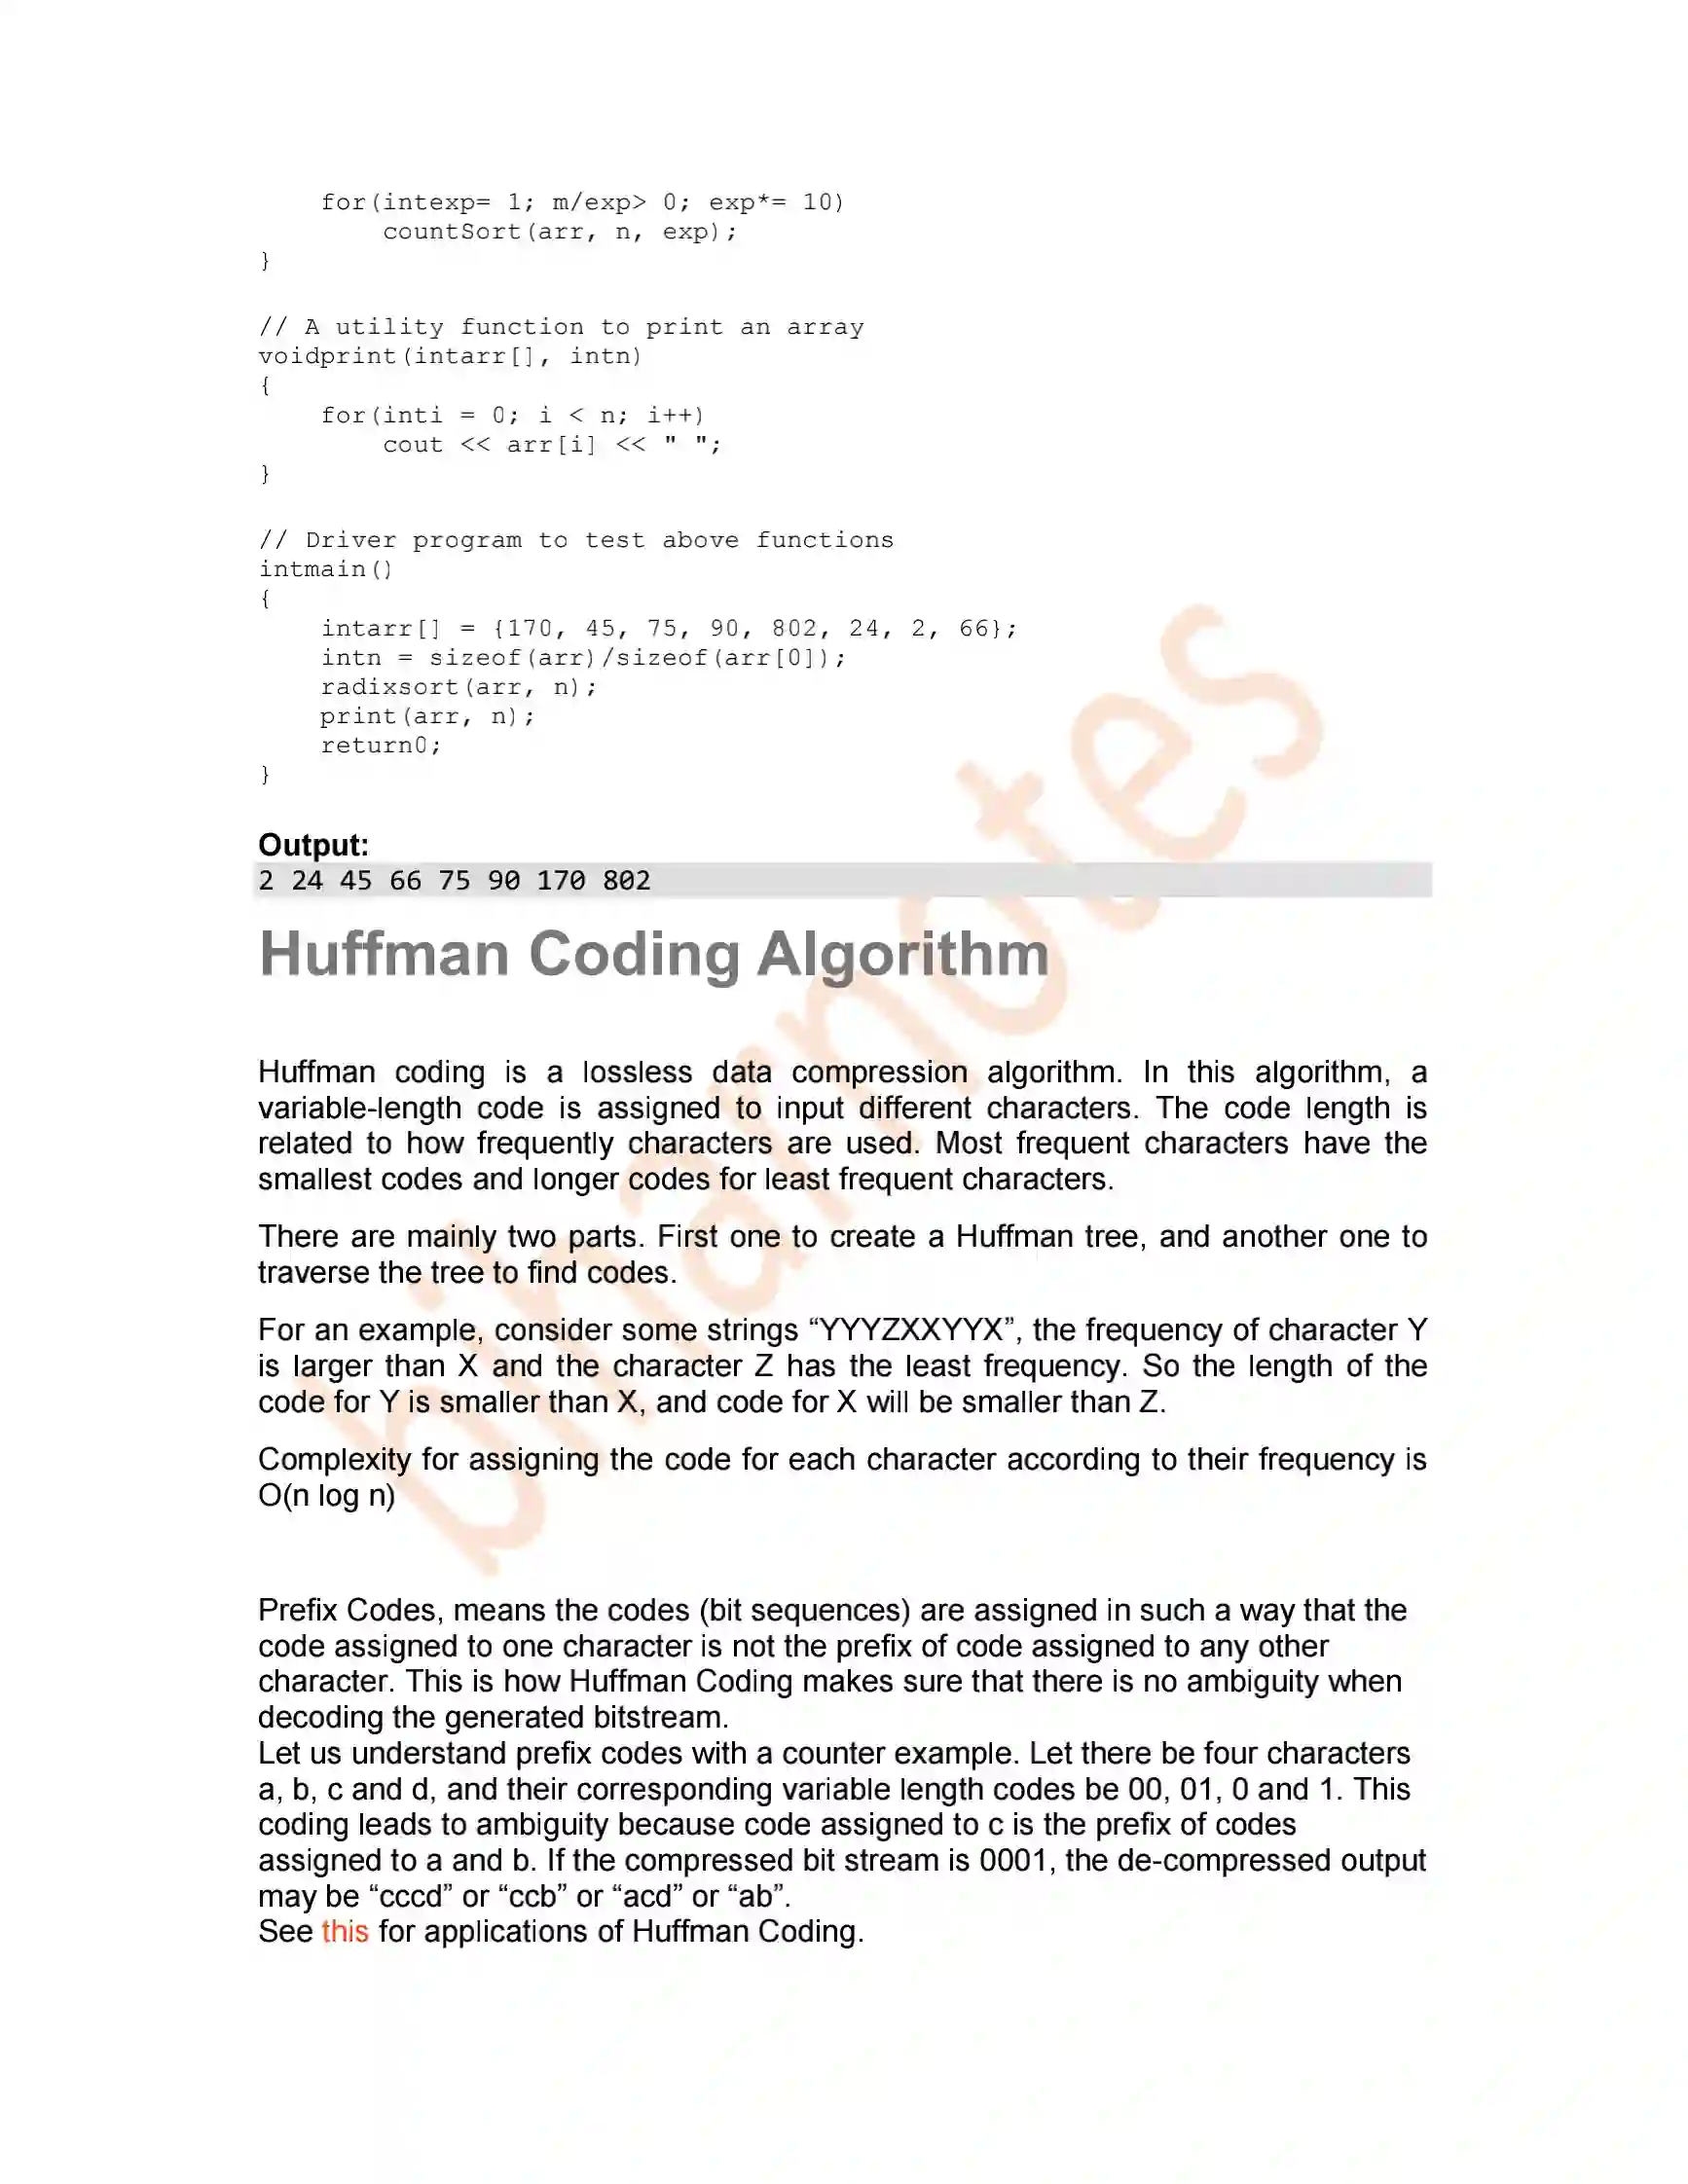 for(intexp= 1; m/exp> 0; exp*= 10)
countSort(arr, n, exp);
}
// A utility function to print an array
voidprint(intarr[], intn)
{
for(inti = 0; i < n; i++)
cout << arr[i] << " ";
}
// Driver program to test above functions
intmain()
{
intarr[] = {170, 45, 75, 90, 802, 24, 2, 66};
intn = sizeof(arr)/sizeof(arr[0]);
radixsort(arr, n);
print(arr, n);
return0;
}
Output:
2 24 45 66 75 90 170 802
Huffman Coding Algorithm
Huffman coding is a lossless data compression algorithm. In this algorithm, a
variable-length code is assigned to input different characters. The code length is
related to how frequently characters are used. Most frequent characters have the
smallest codes and longer codes for least frequent characters.
There are mainly two parts. First one to create a Huffman tree, and another one to
traverse the tree to find codes.
For an example, consider some strings “YYYZXXYYX”, the frequency of character Y
is larger than X and the character Z has the least frequency. So the length of the
code for Y is smaller than X, and code for X will be smaller than Z.
Complexity for assigning the code for each character according to their frequency is
O(n log n)
Prefix Codes, means the codes (bit sequences) are assigned in such a way that the
code assigned to one character is not the prefix of code assigned to any other
character. This is how Huffman Coding makes sure that there is no ambiguity when
decoding the generated bitstream.
Let us understand prefix codes with a counter example. Let there be four characters
a, b, c and d, and their corresponding variable length codes be 00, 01, 0 and 1. This
coding leads to ambiguity because code assigned to c is the prefix of codes
assigned to a and b. If the compressed bit stream is 0001, the de-compressed output
may be “cccd” or “ccb” or “acd” or “ab”.
See this for applications of Huffman Coding.
biharnotes